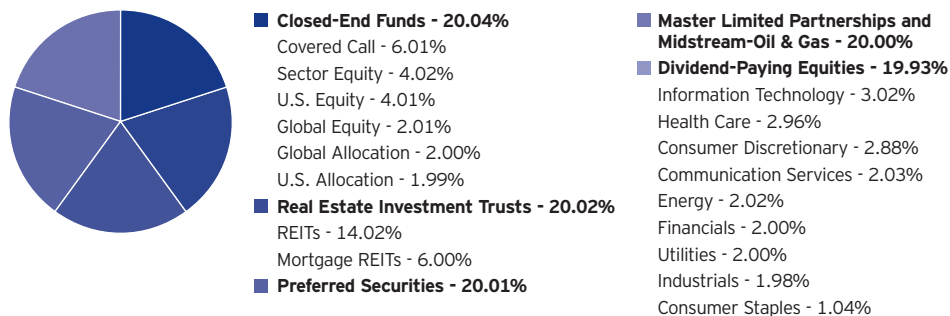 Closed-End Funds - 20.04%
Covered Call - 6.01%
Sector Equity - 4.02%
U.S. Equity - 4.01%
Global Equity - 2.01%
Global Allocation - 2.00%
U.S. Allocation - 1.99%
Real Estate Investment Trusts - 20.02%
REITs - 14.02%
Mortgage REITs - 6.00%
Preferred Securities - 20.01%
Master Limited Partnerships and
Midstream-Oil & Gas - 20.00%
Dividend-Paying Equities - 19.93%
Information Technology - 3.02%
Health Care - 2.96%
Consumer Discretionary - 2.88%
Communication Services - 2.03%
Energy - 2.02%
Financials - 2.00%
Utilities - 2.00%
Industrials - 1.98%
Consumer Staples - 1.04%